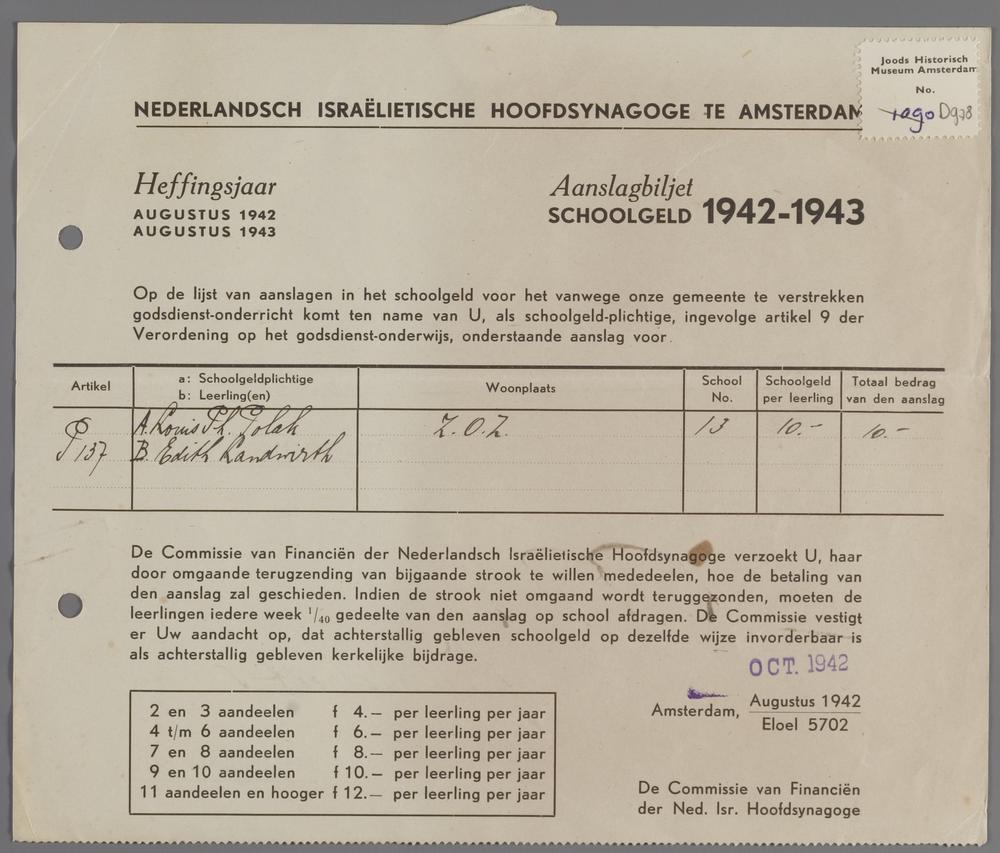 Joods Historisch
Museum Amsterdam
No.
D978
NEDERLANDSCH ISRAËLIETISCHE HOOFDSYNAGOGE TE AMSTERDAM
Heffingsjaar
AUGUSTUS 1942
AUGUSTUS 1943
Aanslagbiljet
SCHOOLGELD 1942-1943
Op de lijst van aanslagen in het schoolgeld voor het vanwege onze gemeente te verstrekken
godsdienst-onderricht komt ten name van U, als schoolgeld-plichtige, ingevolge artikel 9 der
Verordening op het godsdienst-onderwijs, onderstaande aanslag voor.
Artikel a: Schoolgeldplichtige b: Leerling(en) Woonplaats School No. Schoolgeld per leerling Totaal bedrag van den aanslag
P A. Louis Ph. Polak Z.O.Z. 13 10.- 10.-
137 B. Edith Landwirth
De Commissie van Financiën der Nederlandsch Israëlietische Hoofdsynagoge verzoekt U, haar
door omgaande terugzending van bijgaande strook te willen mededeelen, hoe de betaling van
den aanslag zal geschieden. Indien de strook niet omgaand wordt teruggezonden, moeten de
leerlingen iedere week 1/40 gedeelte van den aanslag op school afdragen. De Commissie vestigt
er Uw aandacht op, dat achterstallig gebleven schoolgeld op dezelfde wijze invorderbaar is
als achterstallig gebleven kerkelijke bijdrage.
OCT. 1942
Amsterdam, Augustus 1942
Eloel 5702
2 en 3 aandeelen f 4.— per leerling per jaar
4 t/m 6 aandeelen f 6.— per leerling per jaar
7 en 8 aandeelen f 8.— per leerling per jaar
9 en 10 aandeelen f 10.— per leerling per jaar
11 aandeelen en hooger f 12.— per leerling per jaar
De Commissie van Financiën
der Ned. Isr. Hoofdsynagoge